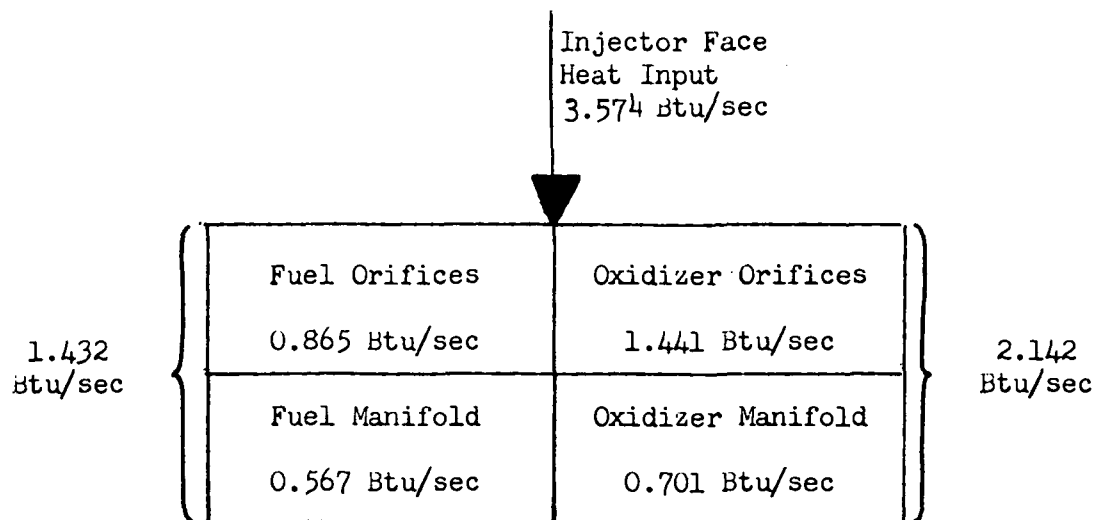 Injector Face
Heat Input
3.574 Btu/sec
Fuel Orifices
Oxidizer Orifices
0.865 Btu/sec
1.441 Btu/sec
1.432
Btu/sec
2.142
Btu/sec
Fuel Manifold
Oxidizer Manifold
0.567 Btu/sec
0.701 Btu/sec